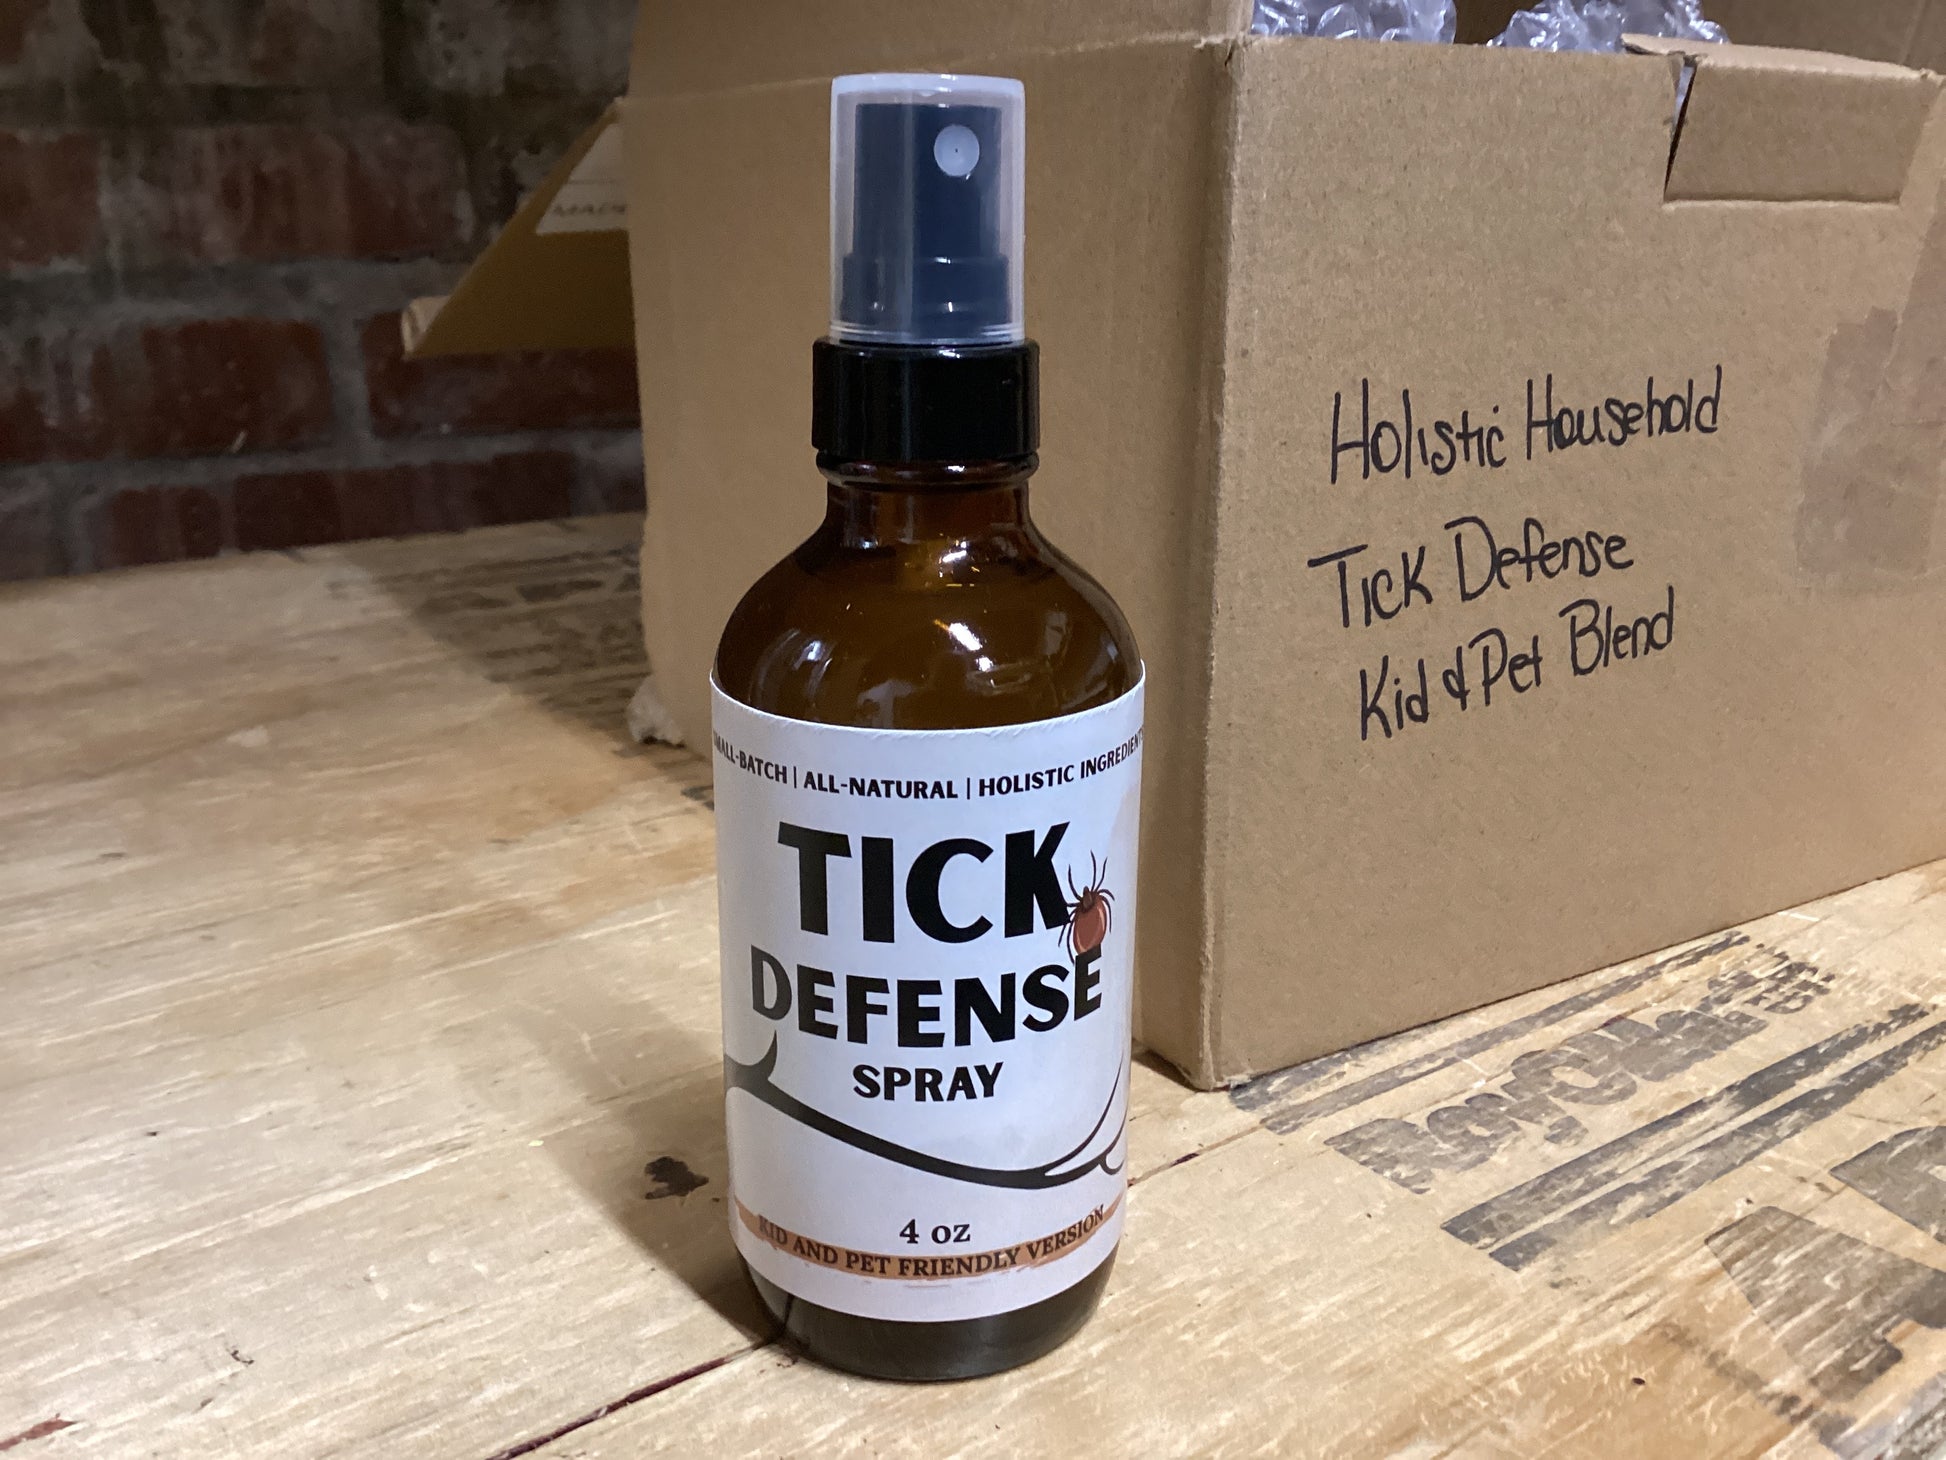 SMALL-BATCH | ALL-NATURAL | HOLISTIC INGREDIENTS
TICK
DEFENSE
SPRAY
4 oz
KID AND PET FRIENDLY VERSION
Holistic Household
Tick Defense
Kid & Pet Blend